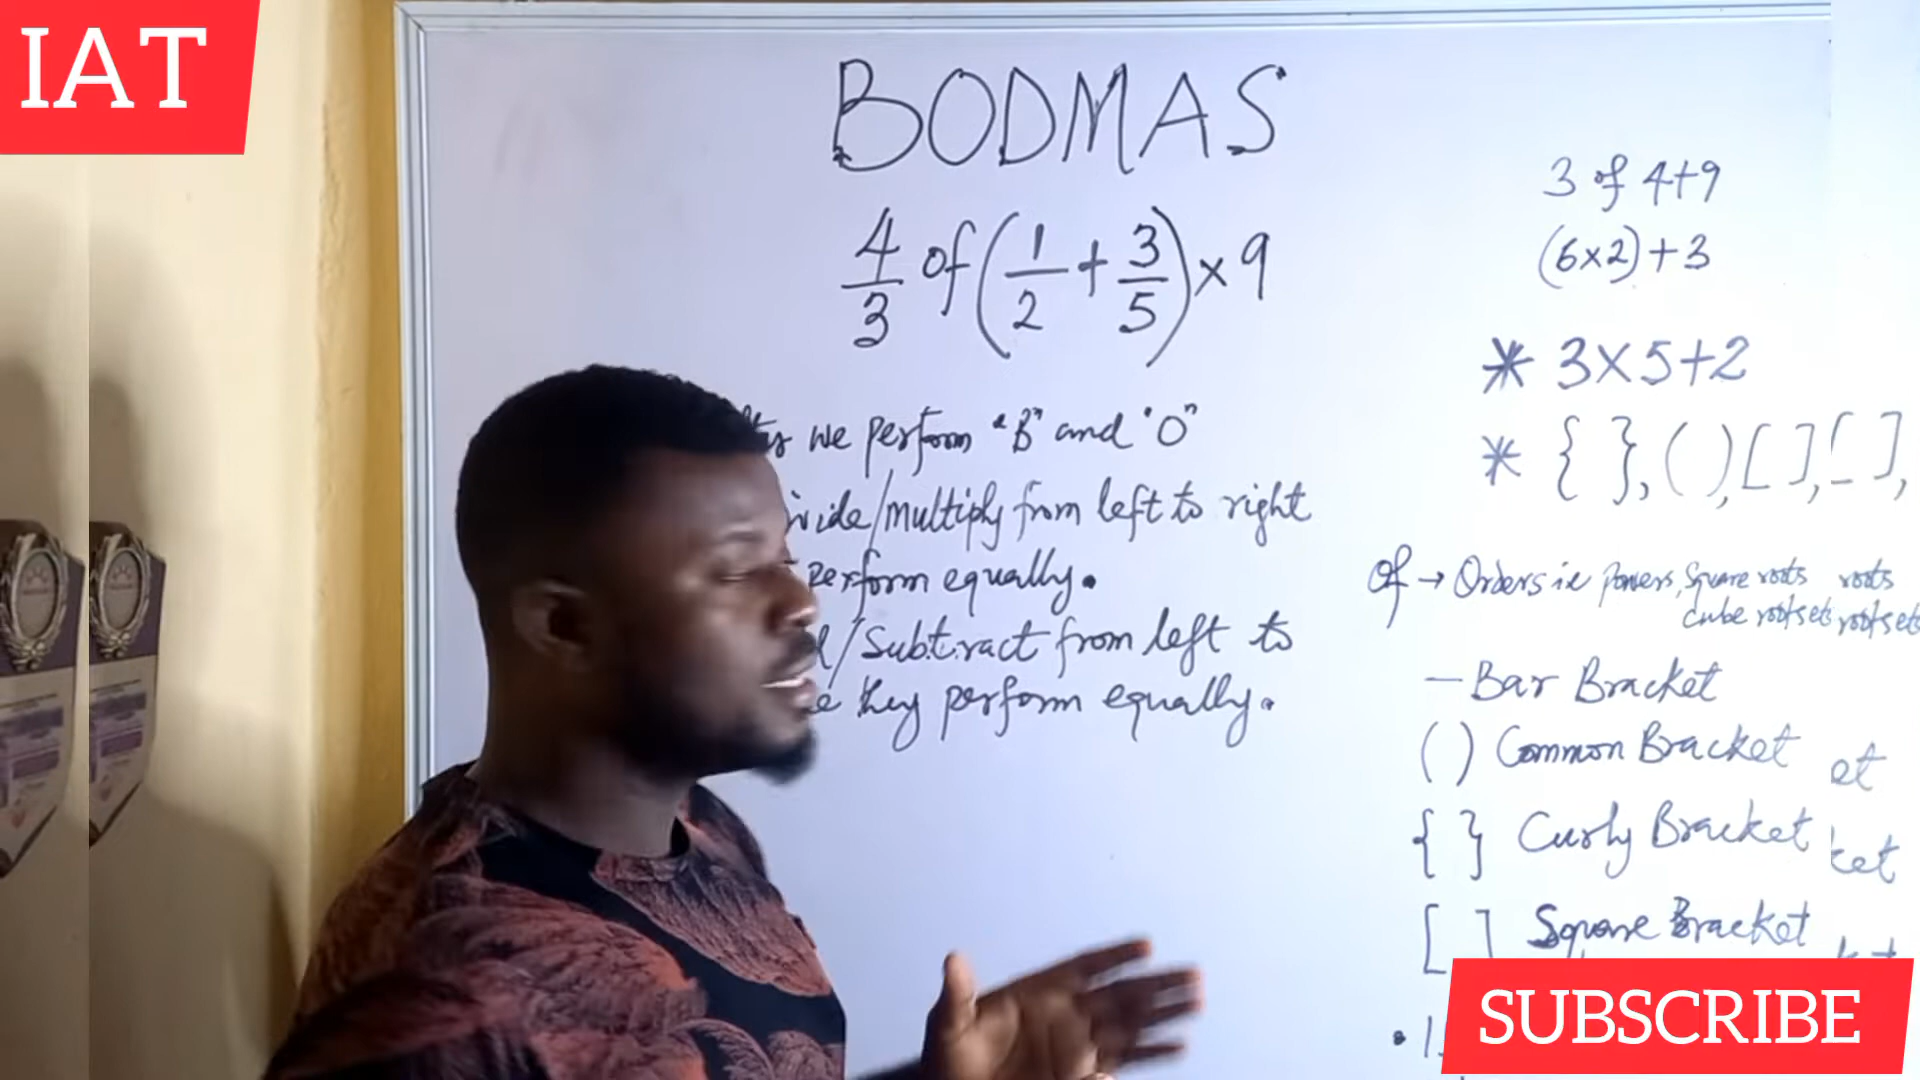 IAT
BODMAS
4/3 of (1/2 + 3/5) × 9
we perform "B" and "O"
/multiply from left to right
perform equally.
/Subtract from left to
they perform equally.
3 of 4+9
(6×2)+3
* 3×5+2
* { }, ( ), [ ], [ ],
Of → Orders ie powers, Square roots roots
cube roots etc
- Bar Bracket
( ) Common Bracket
{ } Curly Bracket
[ ] Square Bracket
SUBSCRIBE